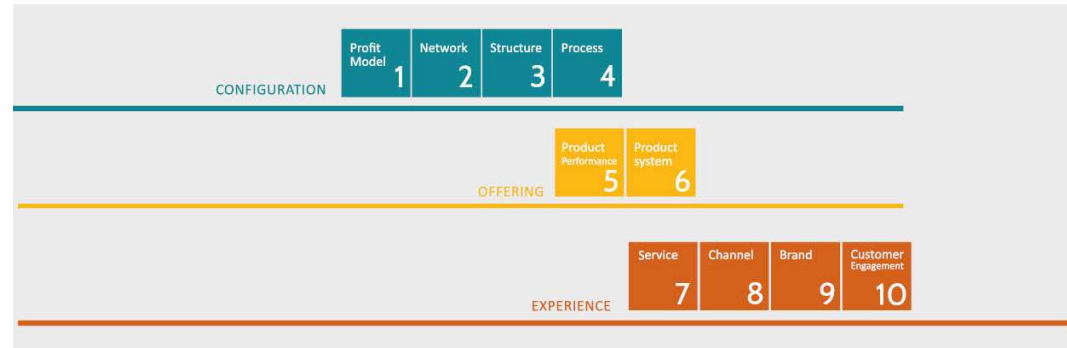 Profit
Model
1
Network
2
Structure
3
Process
4
CONFIGURATION
Product
Performance
5
Product
system
6
OFFERING
Service
7
Channel
8
Brand
9
Customer
Engagement
10
EXPERIENCE